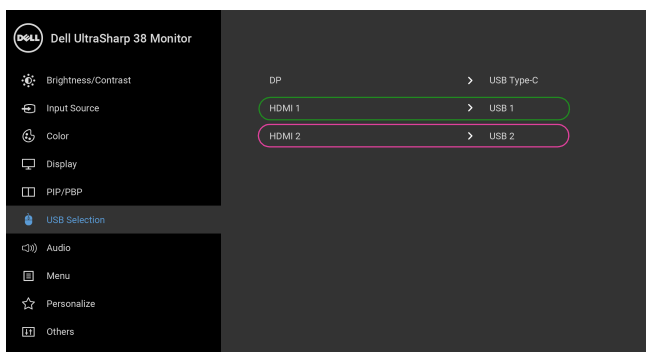 DELL Dell UltraSharp 38 Monitor
Brightness/Contrast
DP > USB Type-C
Input Source
HDMI 1 > USB 1
Color
HDMI 2 > USB 2
Display
PIP/PBP
USB Selection
Audio
Menu
Personalize
Others